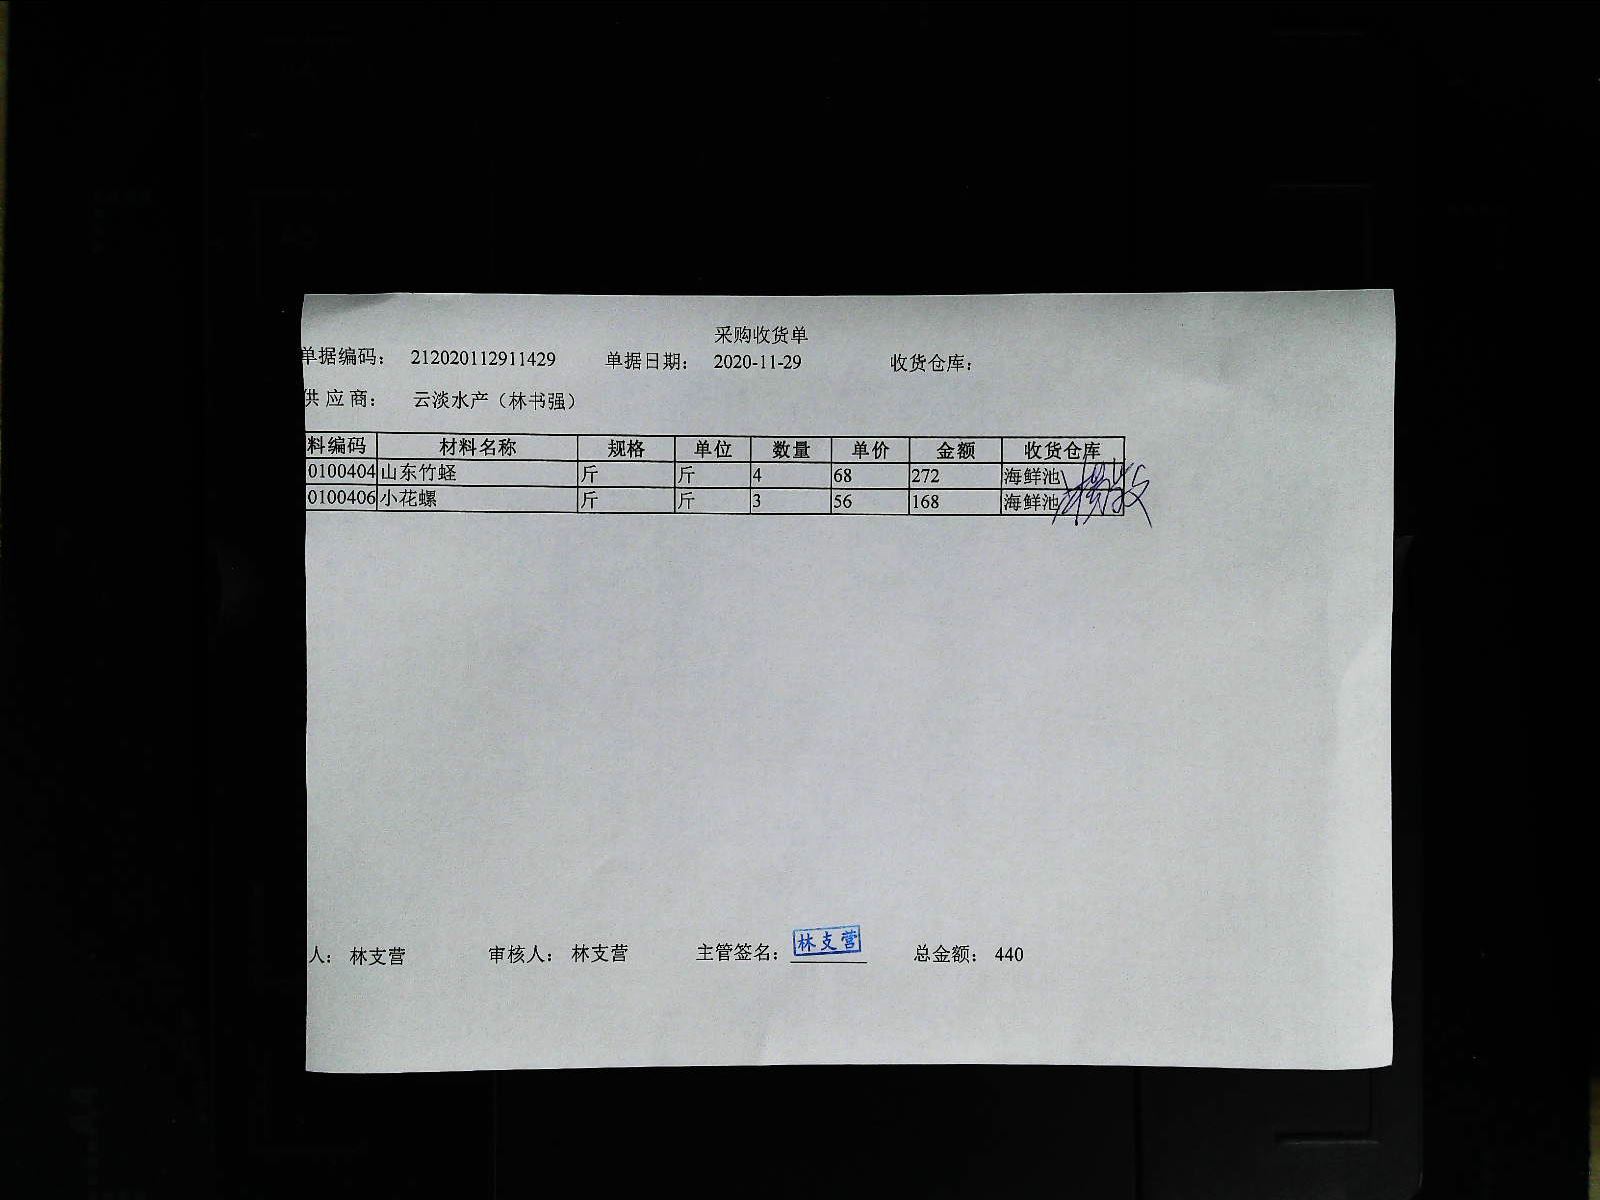 采购收货单
单据编码： 212020112911429 单据日期： 2020-11-29 收货仓库：
供应商： 云淡水产（林书强）
料编码 材料名称 规格 单位 数量 单价 金额 收货仓库
0100404 山东竹蛏 斤 斤 4 68 272 海鲜池
0100406 小花螺 斤 斤 3 56 168 海鲜池
人： 林支营 审核人： 林支营 主管签名： 林支营 总金额： 440